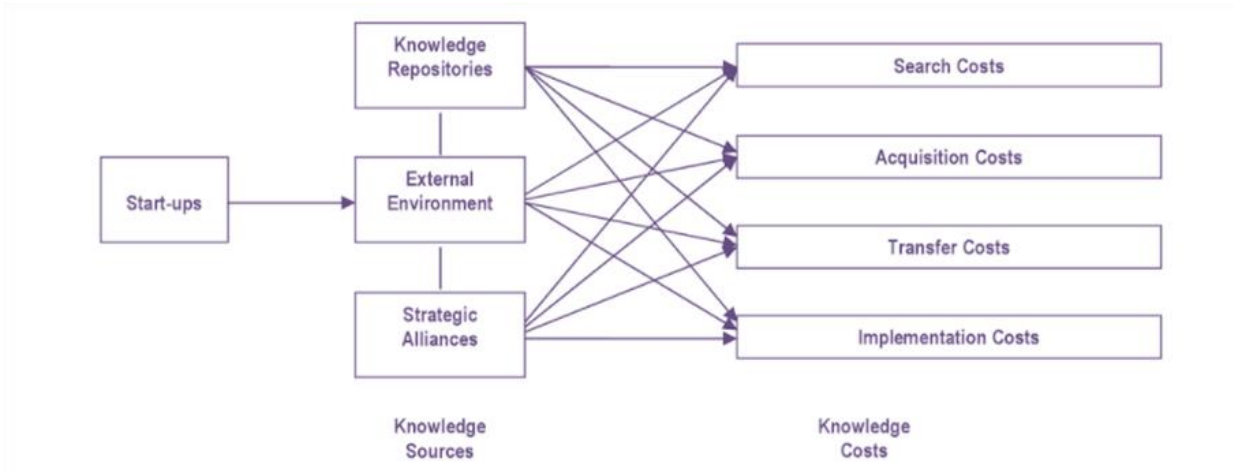 Knowledge
Repositories
Search Costs
Acquisition Costs
Start-ups
External
Environment
Transfer Costs
Strategic
Alliances
Implementation Costs
Knowledge
Sources
Knowledge
Costs